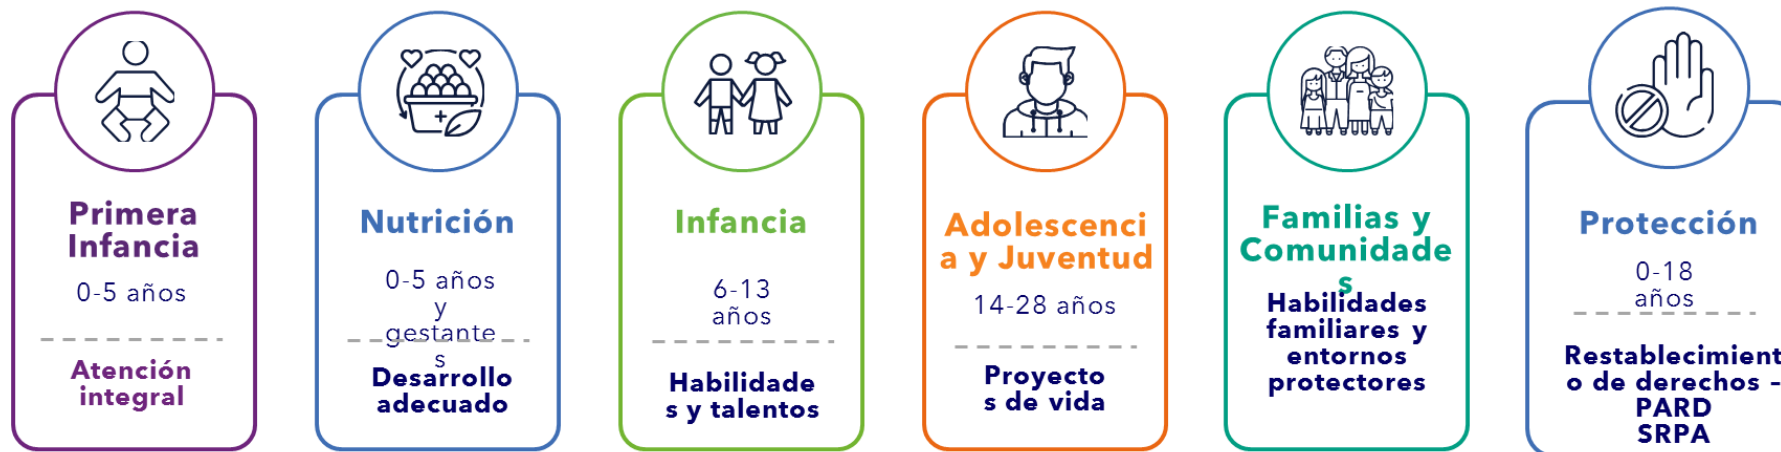 Primera
Infancia
0-5 años
Atención
integral
Nutrición
0-5 años
y
gestante
s
Desarrollo
adecuado
Infancia
6-13
años
Habilidade
s y talentos
Adolescenci
a y Juventud
14-28 años
Proyecto
s de vida
Familias y
Comunidade
s
Habilidades
familiares y
entornos
protectores
Protección
0-18
años
Restablecimient
o de derechos –
PARD
SRPA